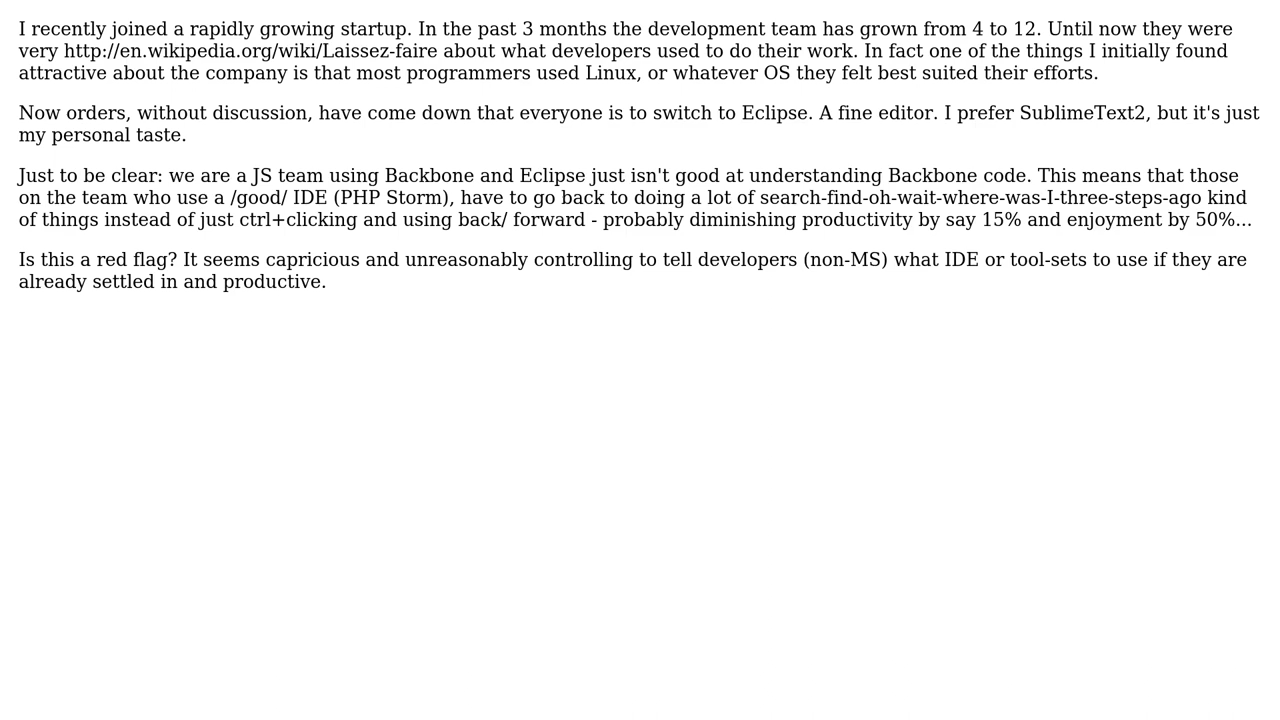 I recently joined a rapidly growing startup. In the past 3 months the development team has grown from 4 to 12. Until now they were
very http://en.wikipedia.org/wiki/Laissez-faire about what developers used to do their work. In fact one of the things I initially found
attractive about the company is that most programmers used Linux, or whatever OS they felt best suited their efforts.
Now orders, without discussion, have come down that everyone is to switch to Eclipse. A fine editor. I prefer SublimeText2, but it's just
my personal taste.
Just to be clear: we are a JS team using Backbone and Eclipse just isn't good at understanding Backbone code. This means that those
on the team who use a /good/ IDE (PHP Storm), have to go back to doing a lot of search-find-oh-wait-where-was-I-three-steps-ago kind
of things instead of just ctrl+clicking and using back/ forward - probably diminishing productivity by say 15% and enjoyment by 50%...
Is this a red flag? It seems capricious and unreasonably controlling to tell developers (non-MS) what IDE or tool-sets to use if they are
already settled in and productive.